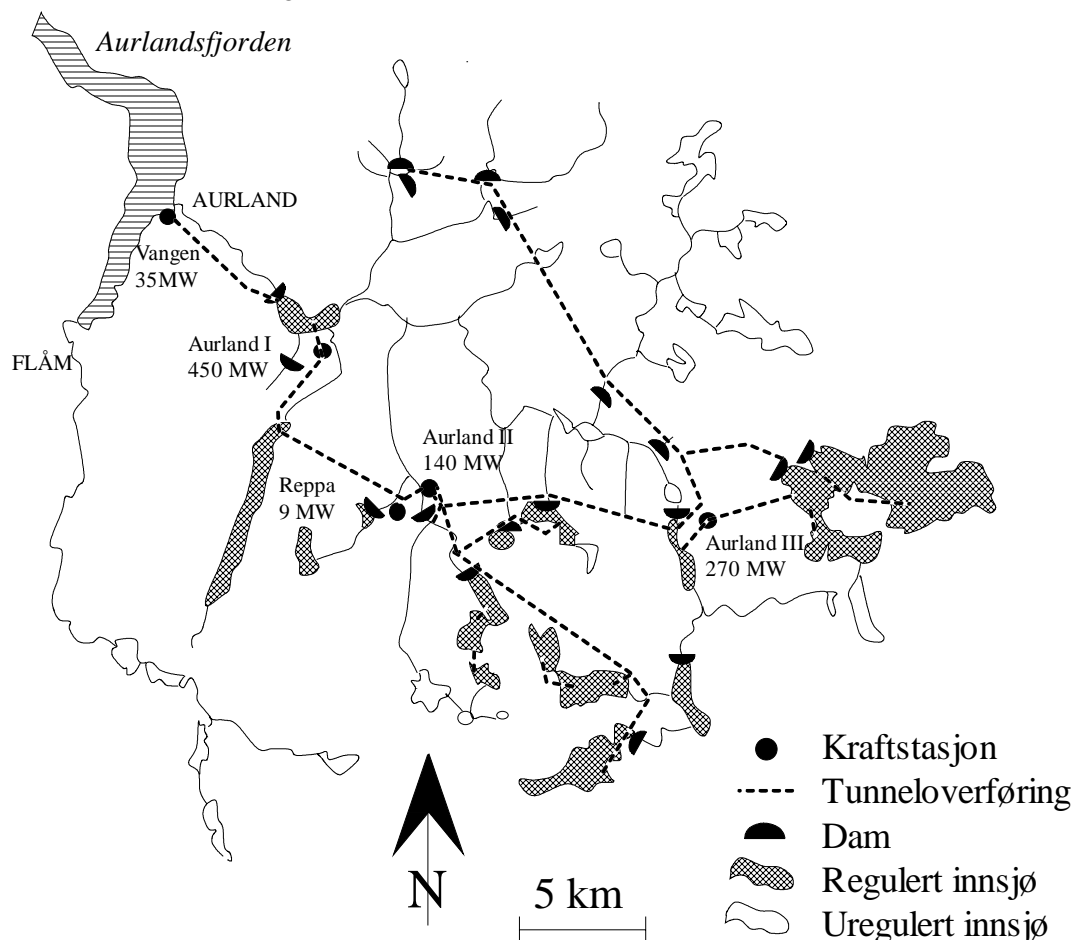 Aurlandsfjorden
AURLAND
Vangen
35MW
Aurland I
450 MW
FLÅM
Aurland II
140 MW
Reppa
9 MW
Aurland III
270 MW
Kraftstasjon
Tunneloverføring
Dam
Regulert innsjø
Uregulert innsjø
N
5 km